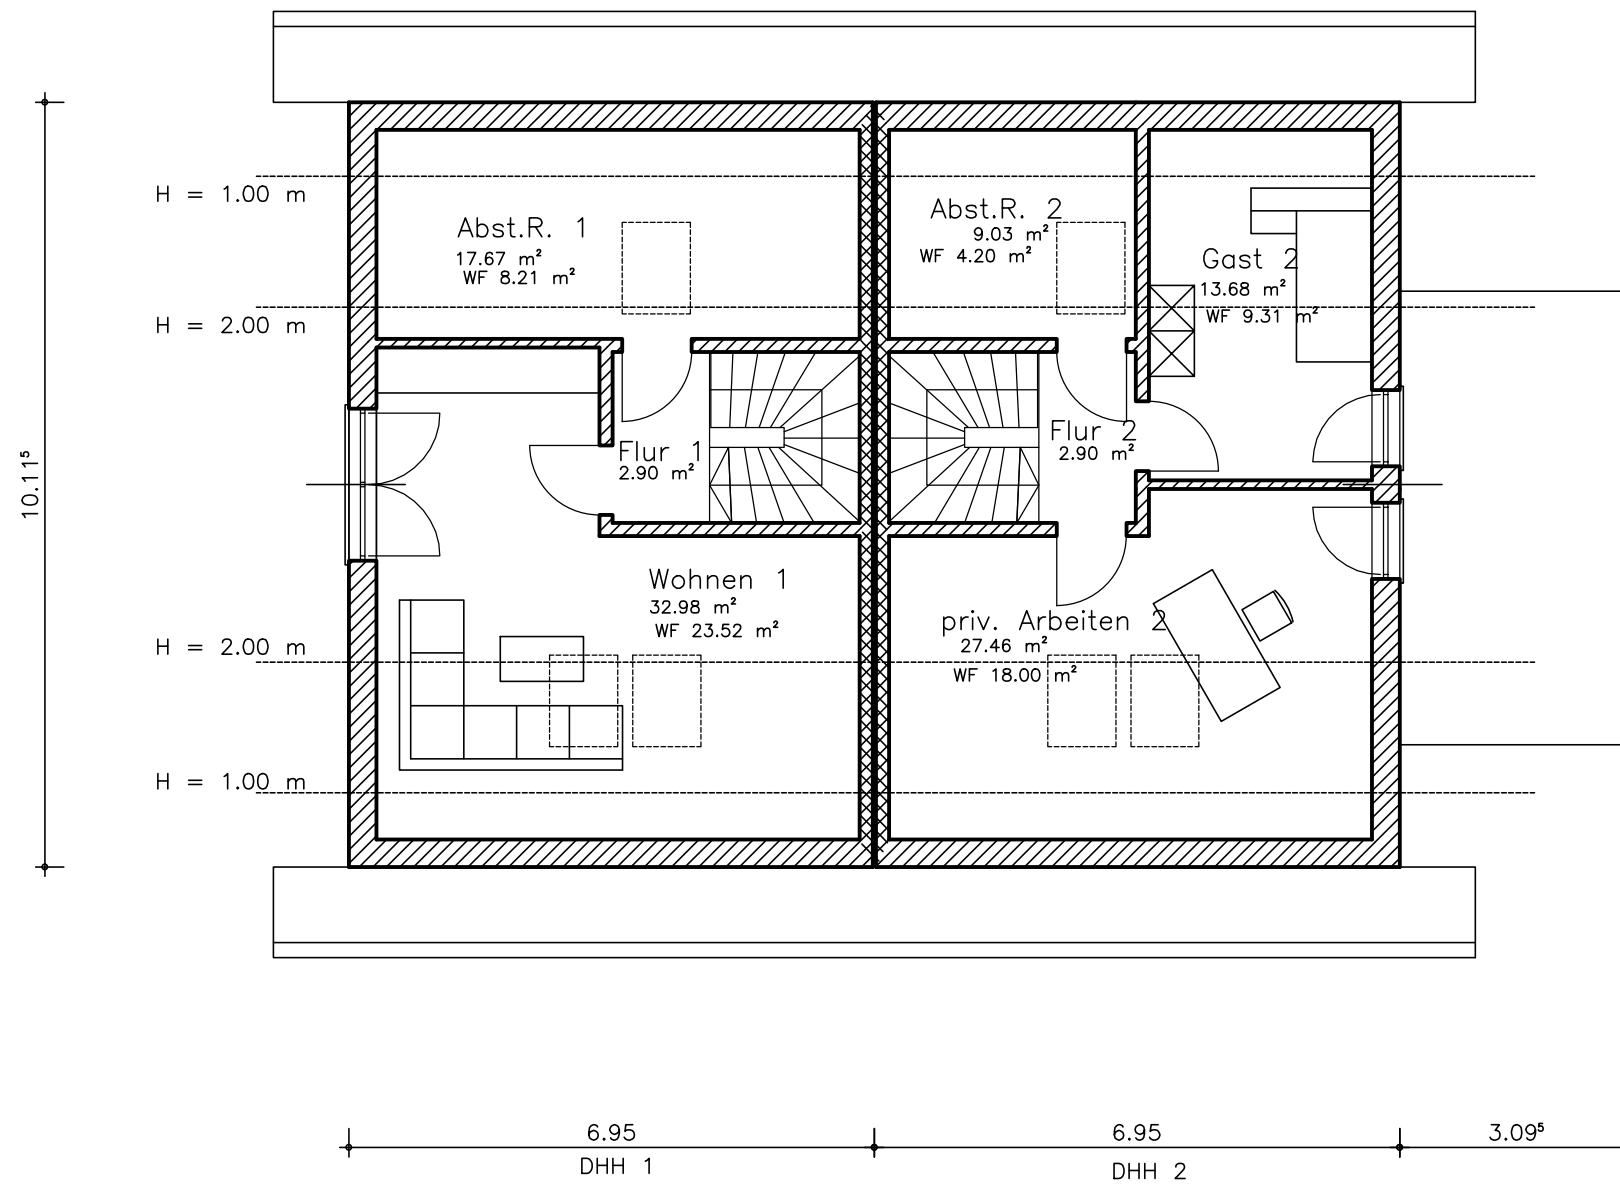 H = 1.00 m
Abst.R. 1
17.67 m²
WF 8.21 m²
Abst.R. 2
9.03 m²
WF 4.20 m²
Gast 2
13.68 m²
WF 9.31 m²
H = 2.00 m
Flur 1
2.90 m²
Flur 2
2.90 m²
10.11⁵
Wohnen 1
32.98 m²
WF 23.52 m²
priv. Arbeiten 2
27.46 m²
WF 18.00 m²
H = 2.00 m
H = 1.00 m
6.95
DHH 1
6.95
DHH 2
3.09⁵